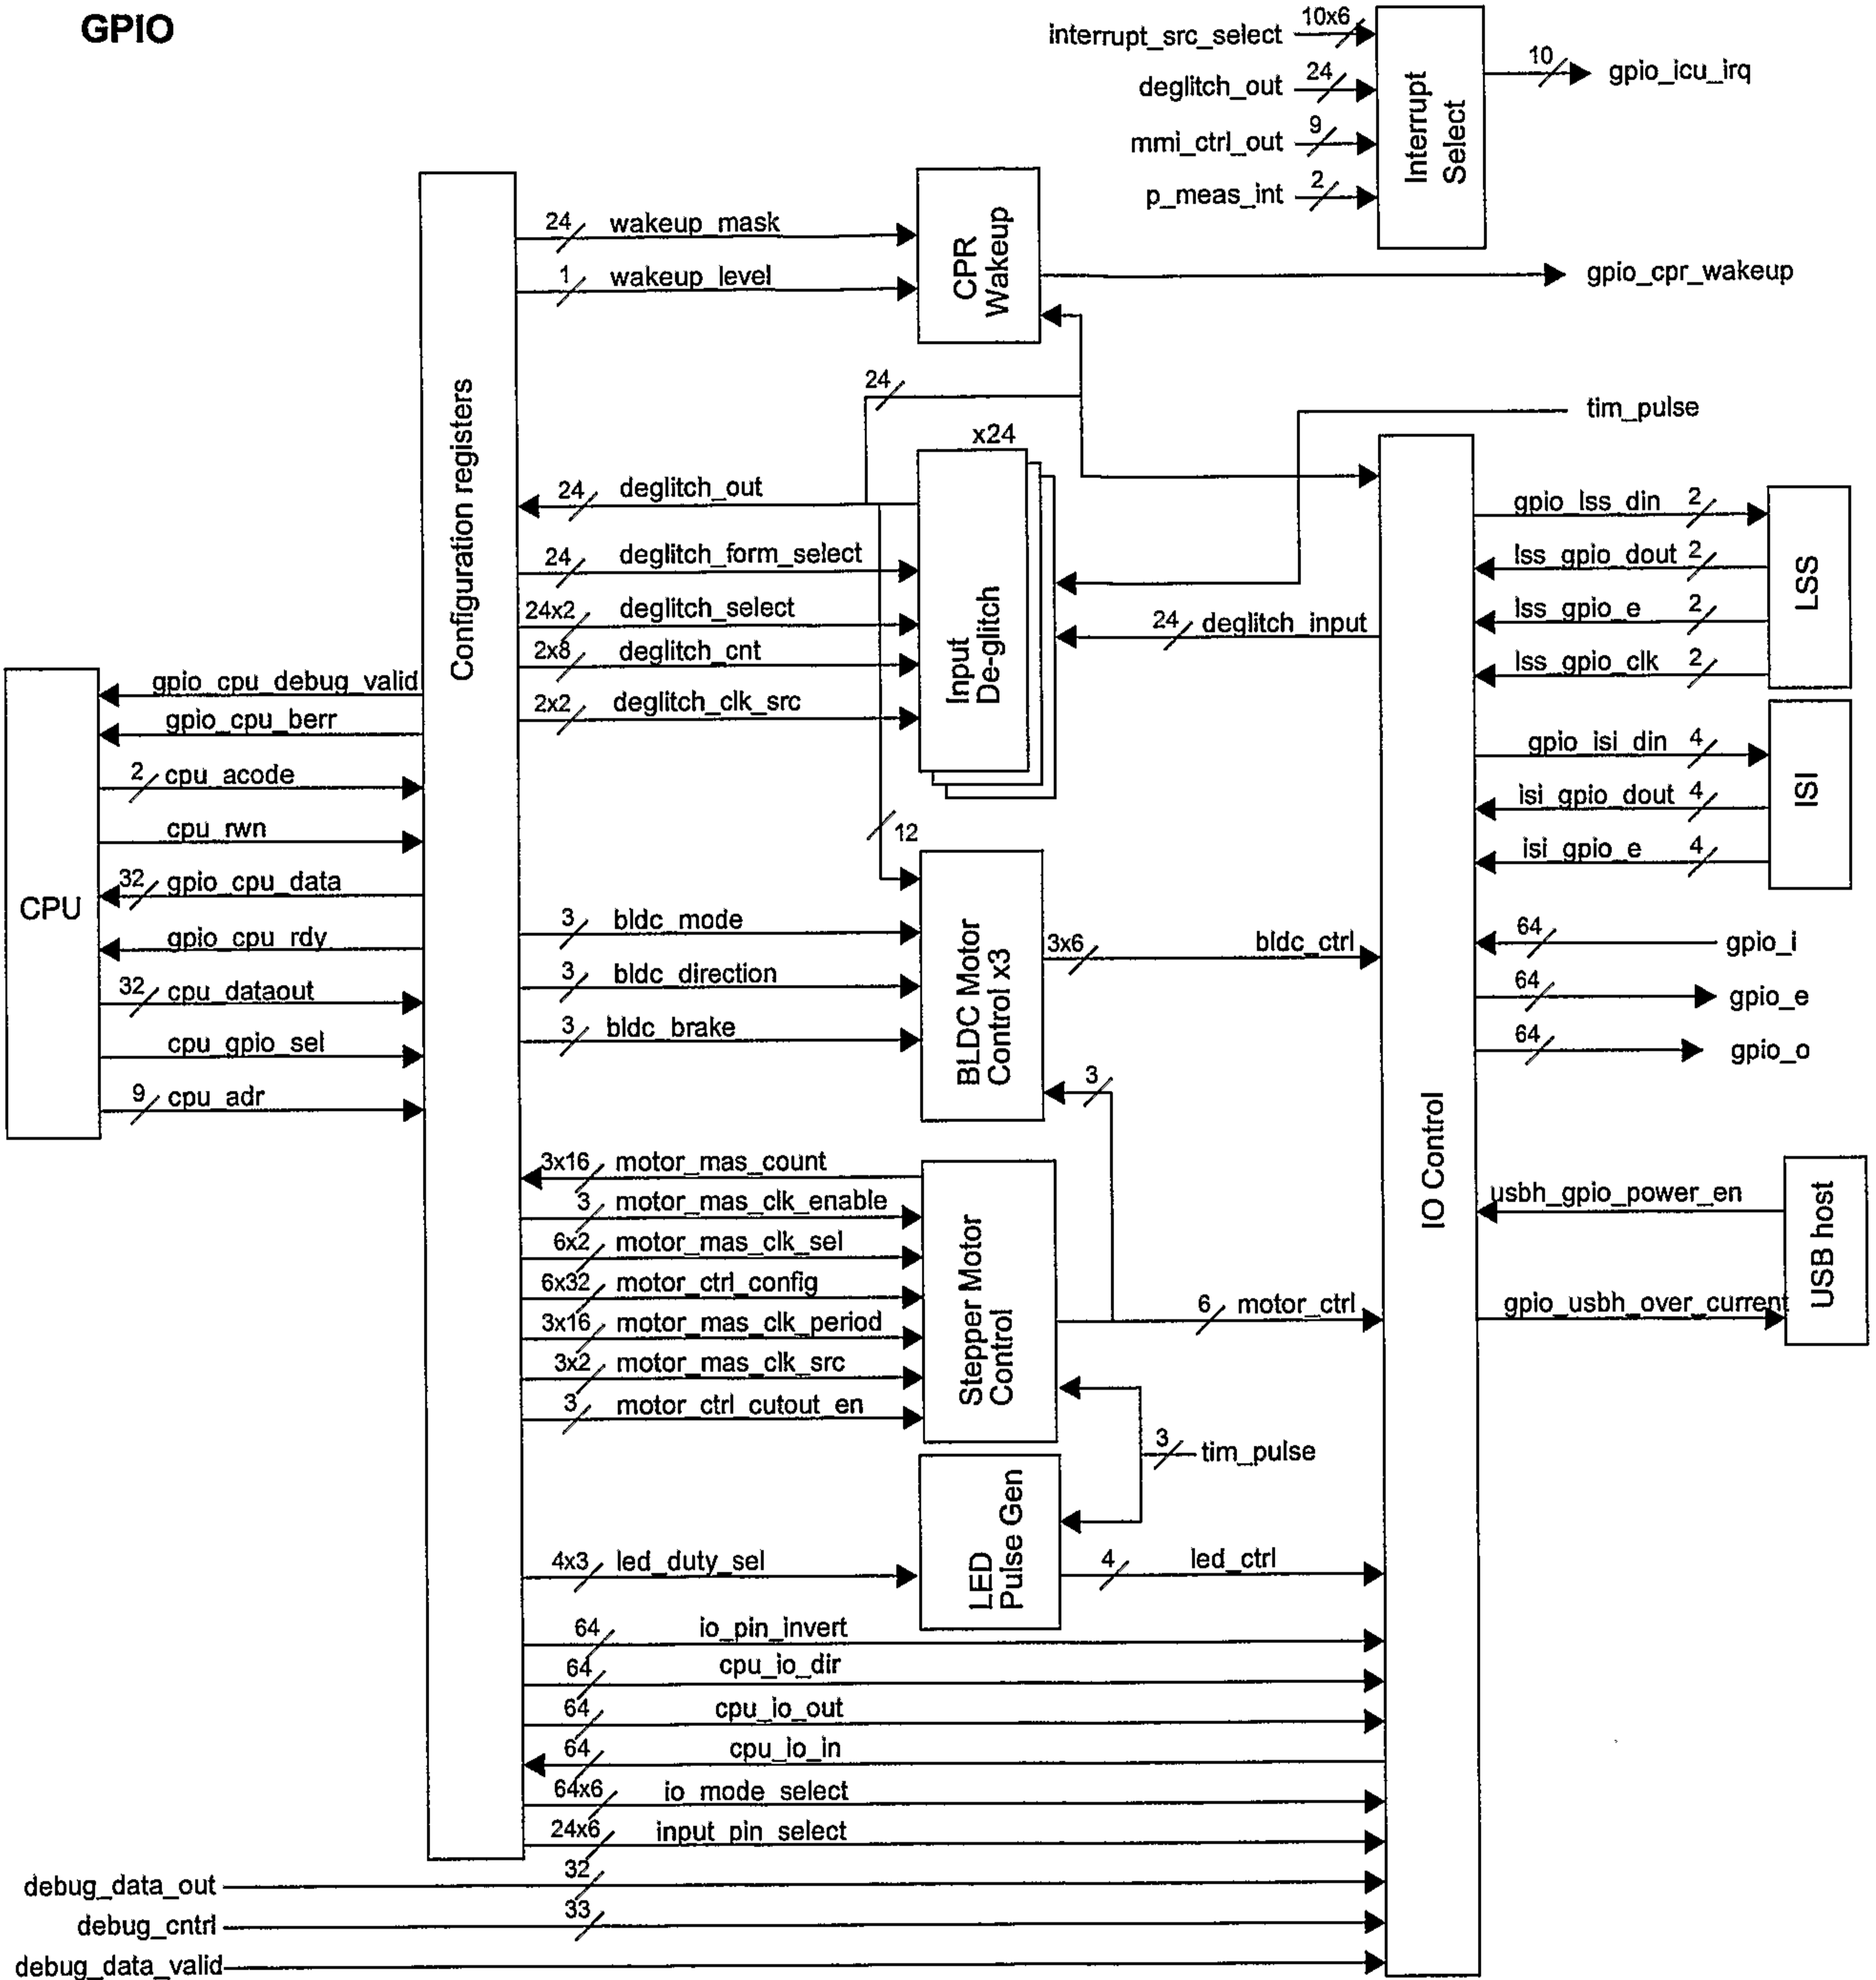 GPIO
interrupt_src_select
10x6
deglitch_out
24
mmi_ctrl_out
9
p_meas_int
2
Interrupt
Select
10
gpio_icu_irq
Configuration registers
24 wakeup_mask
1 wakeup_level
CPR
Wakeup
gpio_cpr_wakeup
24
tim_pulse
x24
24 deglitch_out
24 deglitch_form_select
24x2 deglitch_select
2x8 deglitch_cnt
2x2 deglitch_clk_src
Input
De-glitch
24 deglitch_input
12
gpio_lss_din 2
lss_gpio_dout 2
lss_gpio_e 2
lss_gpio_clk 2
LSS
gpio_isi_din 4
isi_gpio_dout 4
isi_gpio_e 4
ISI
CPU
gpio_cpu_debug_valid
gpio_cpu_berr
2 cpu_acode
cpu_rwn
32 gpio_cpu_data
gpio_cpu_rdy
32 cpu_dataout
cpu_gpio_sel
9 cpu_adr
3 bldc_mode
3 bldc_direction
3 bldc_brake
BLDC Motor
Control x3
3x6 bldc_ctrl
3
64 gpio_i
64 gpio_e
64 gpio_o
IO Control
3x16 motor_mas_count
3 motor_mas_clk_enable
6x2 motor_mas_clk_sel
6x32 motor_ctrl_config
3x16 motor_mas_clk_period
3x2 motor_mas_clk_src
3 motor_ctrl_cutout_en
Stepper Motor
Control
6 motor_ctrl
3 tim_pulse
usbh_gpio_power_en
gpio_usbh_over_current
USB host
4x3 led_duty_sel
LED
Pulse Gen
4 led_ctrl
64 io_pin_invert
64 cpu_io_dir
64 cpu_io_out
64 cpu_io_in
64x6 io_mode_select
24x6 input_pin_select
debug_data_out 32
debug_cntrl 33
debug_data_valid